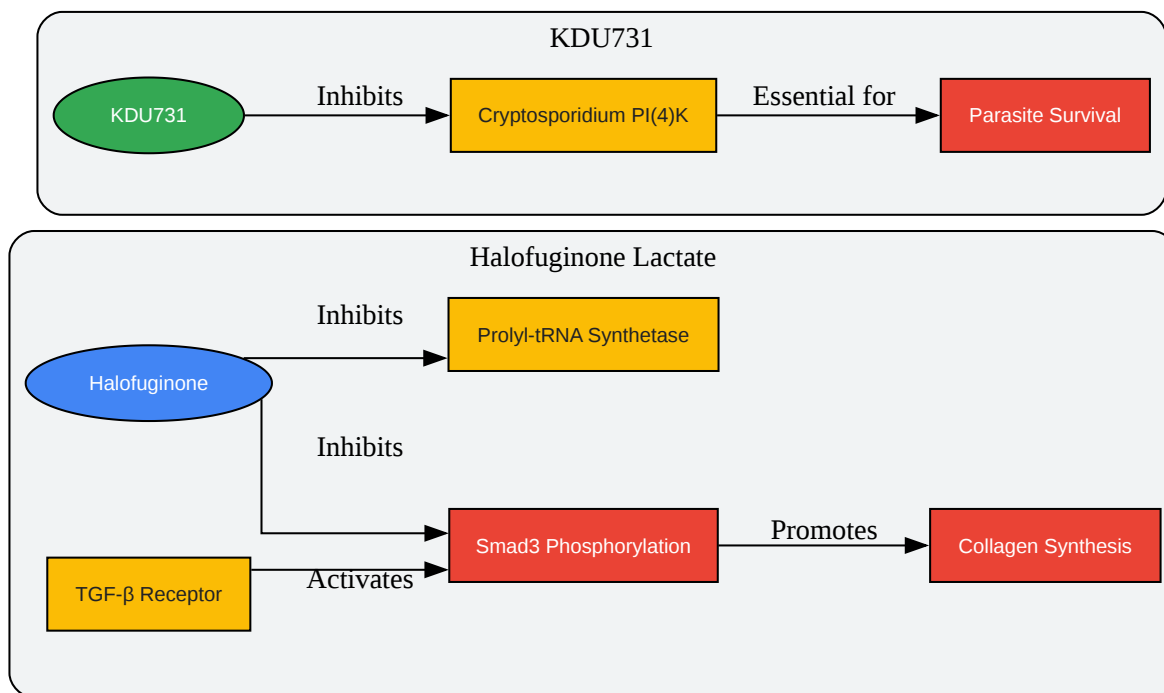 KDU731
KDU731
Inhibits
Cryptosporidium PI(4)K
Essential for
Parasite Survival
Halofuginone Lactate
Halofuginone
Inhibits
Prolyl-tRNA Synthetase
Inhibits
TGF-β Receptor
Activates
Smad3 Phosphorylation
Promotes
Collagen Synthesis